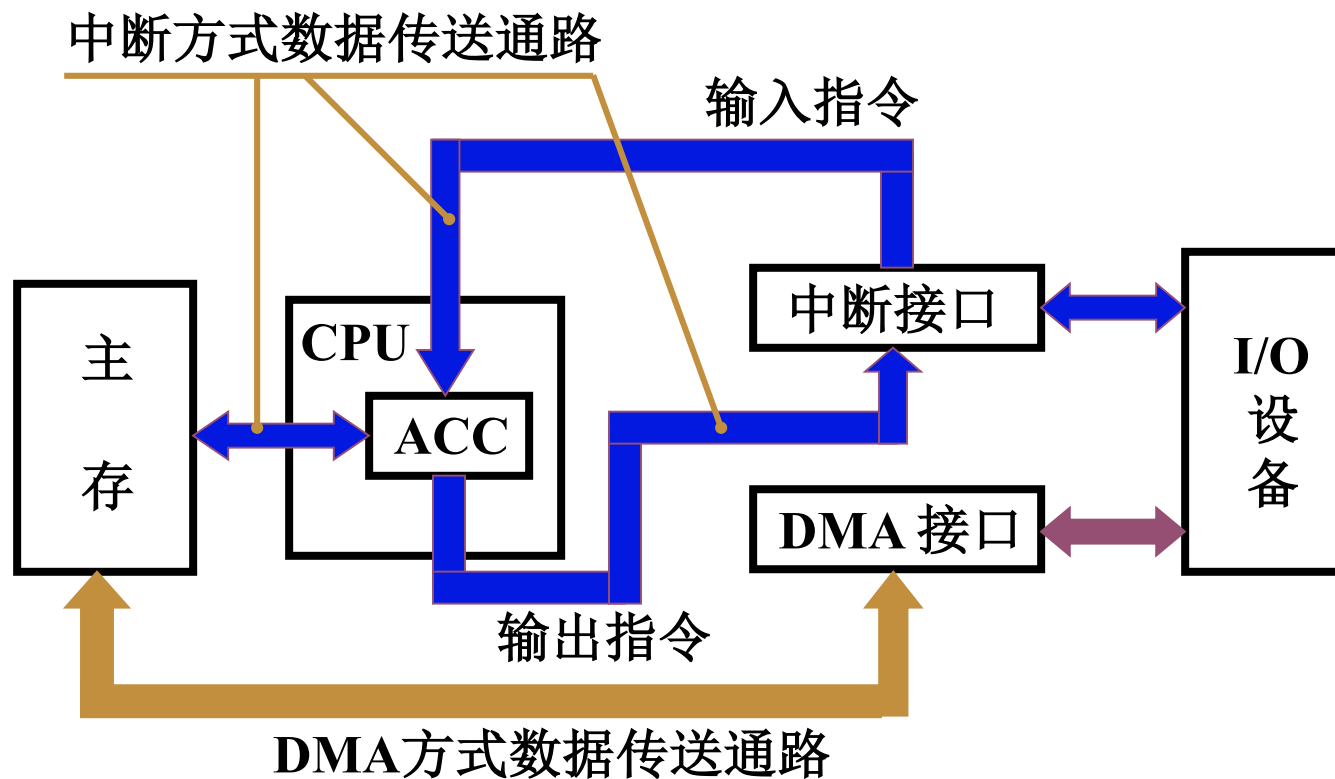 中断方式数据传送通路
输入指令
中断接口
CPU
主
存
I/O
设
备
ACC
DMA 接口
输出指令
DMA方式数据传送通路